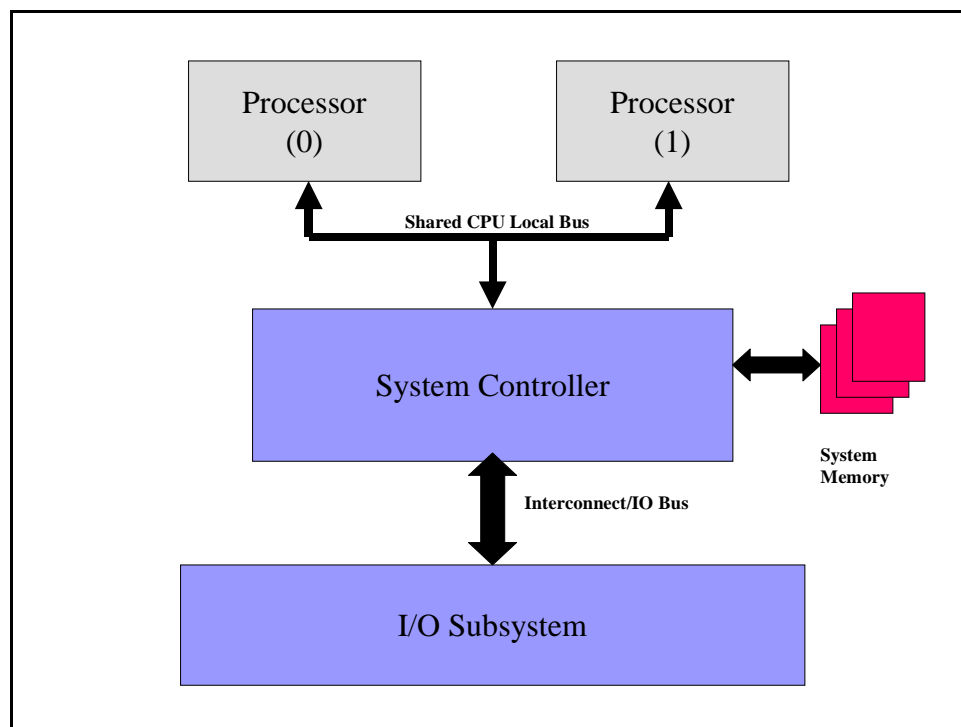 Processor
(0)
Processor
(1)
Shared CPU Local Bus
System Controller
System
Memory
Interconnect/IO Bus
I/O Subsystem